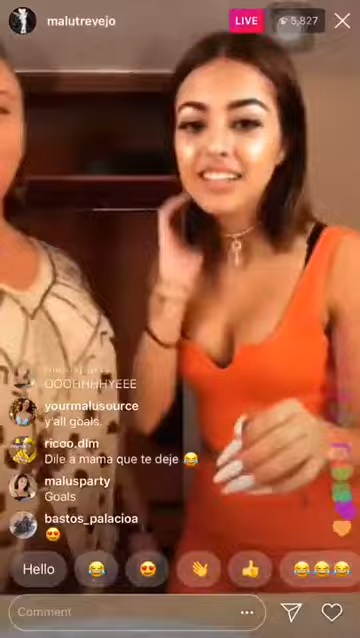 malutrevejo
LIVE
5,827
OOOHHHHYEEE
yourmalusource
y'all goals.
ricoo.dlm
Dile a mama que te deje 😂
malusparty
Goals
bastos_palacioa
😍
Hello 😂 😍 👋 👍 😂😂😂
Comment